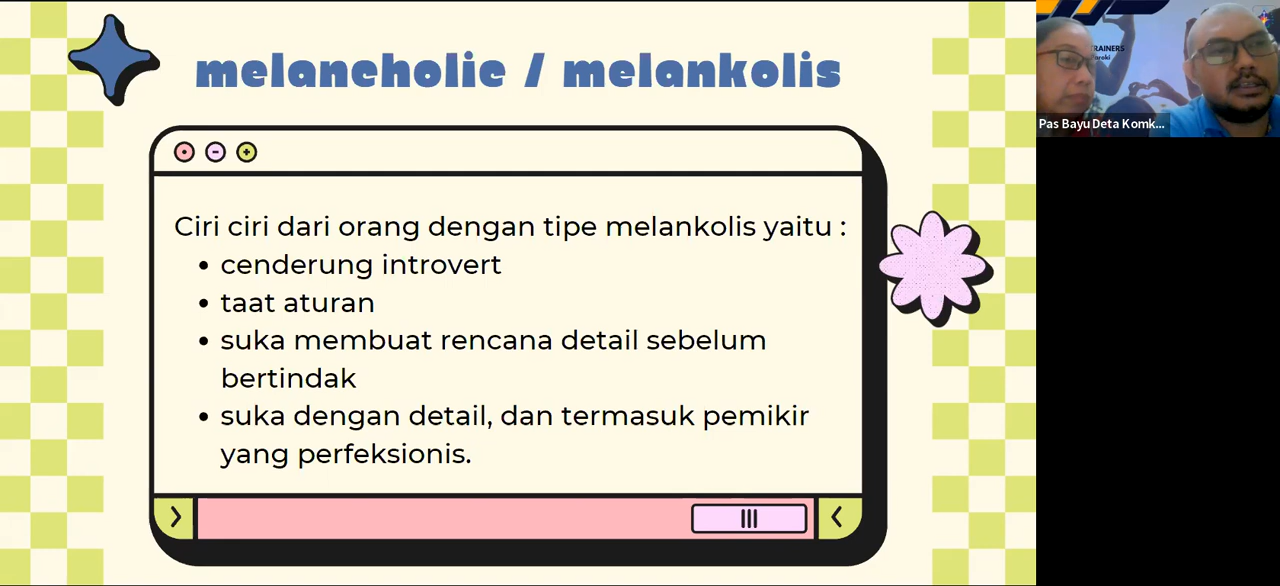 melancholic / melankolis
Ciri ciri dari orang dengan tipe melankolis yaitu :
• cenderung introvert
• taat aturan
• suka membuat rencana detail sebelum
bertindak
• suka dengan detail, dan termasuk pemikir
yang perfeksionis.
TRAINERS
Pas Bayu Deta Komk...